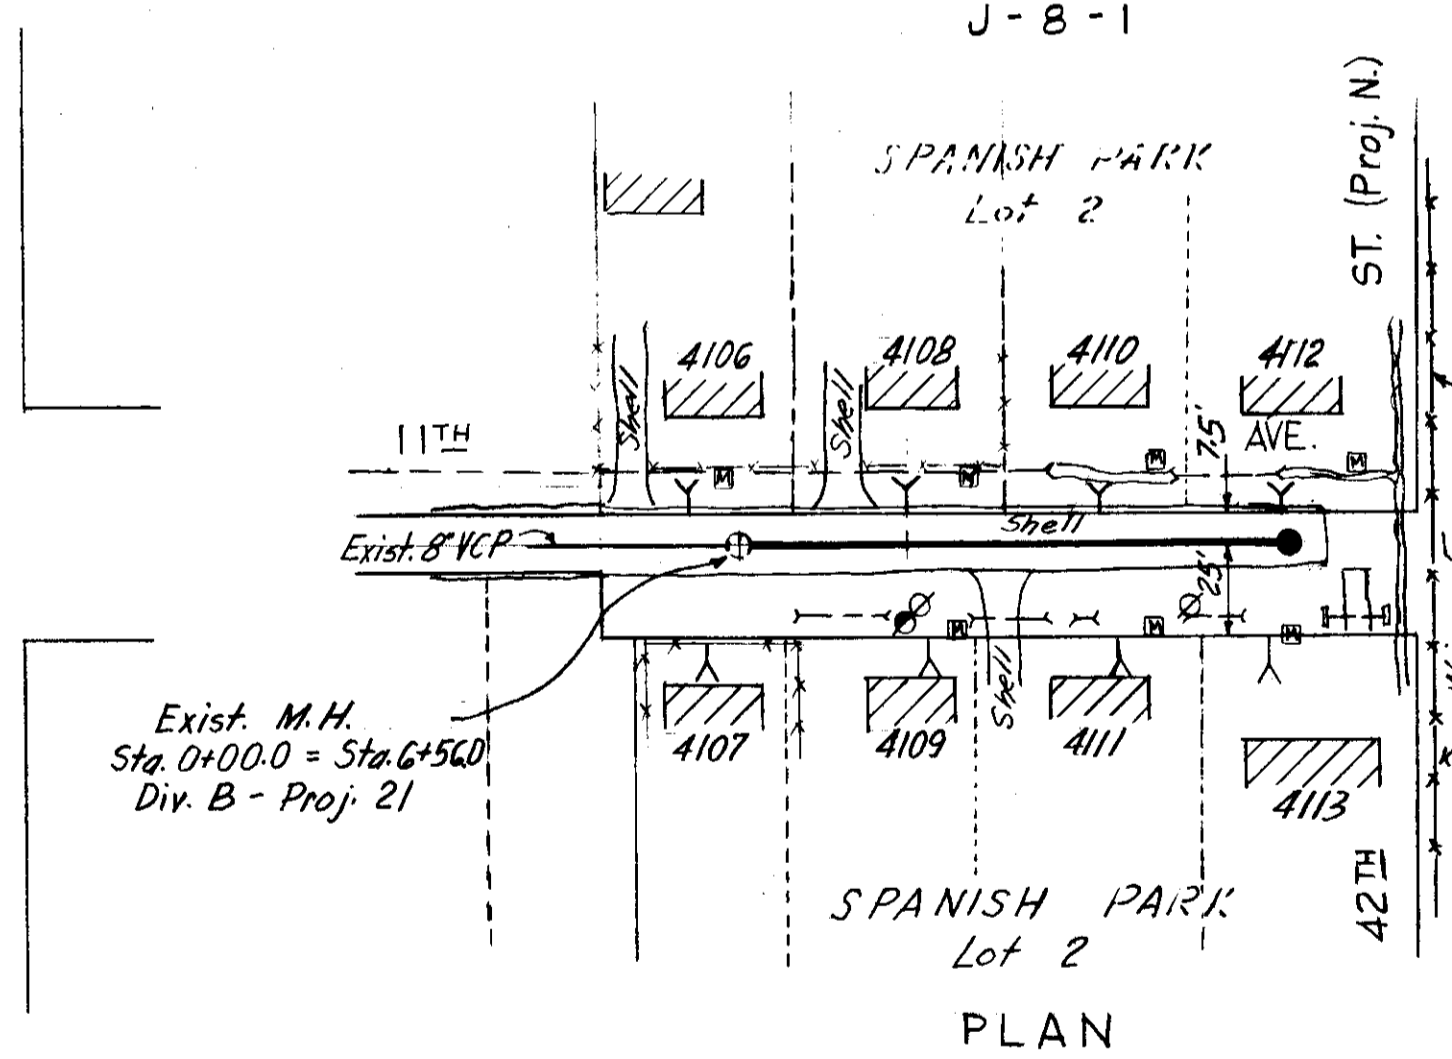 J - 8 - 1
SPANISH PARK
Lot 2
ST. (Proj. N.)
4106
4108
4110
4112
Shell
Shell
11TH
AVE.
75'
M
M
M
M
Shell
Exist. 8" VCP
25'
M
M
M
Shell
Exist. M.H.
Sta. 0+00.0 = Sta. 6+56.0
Div. B - Proj. 21
4107
4109
4111
4113
42TH
SPANISH PARK
Lot 2
PLAN